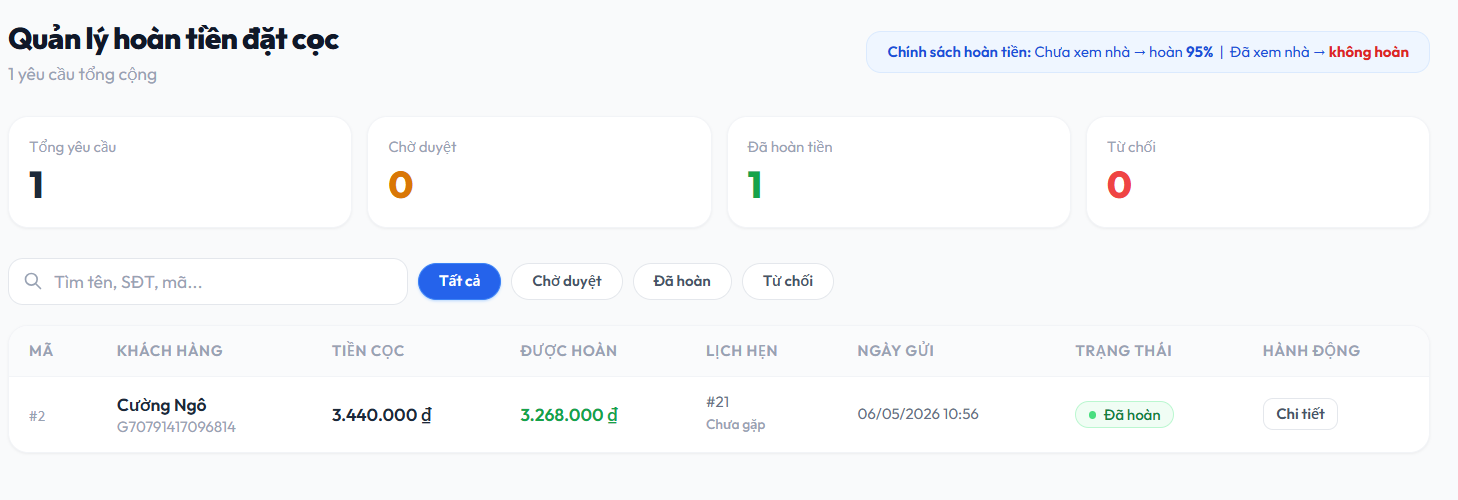 Quản lý hoàn tiền đặt cọc
1 yêu cầu tổng cộng
Chính sách hoàn tiền: Chưa xem nhà → hoàn 95% | Đã xem nhà → không hoàn
Tổng yêu cầu
1
Chờ duyệt
0
Đã hoàn tiền
1
Từ chối
0
Tìm tên, SĐT, mã...
Tất cả
Chờ duyệt
Đã hoàn
Từ chối
MÃ KHÁCH HÀNG TIỀN CỌC ĐƯỢC HOÀN LỊCH HẸN NGÀY GỬI TRẠNG THÁI HÀNH ĐỘNG
#2 Cường Ngô 3.440.000 ₫ 3.268.000 ₫ #21 06/05/2026 10:56 Đã hoàn Chi tiết
G70791417096814 Chưa gặp